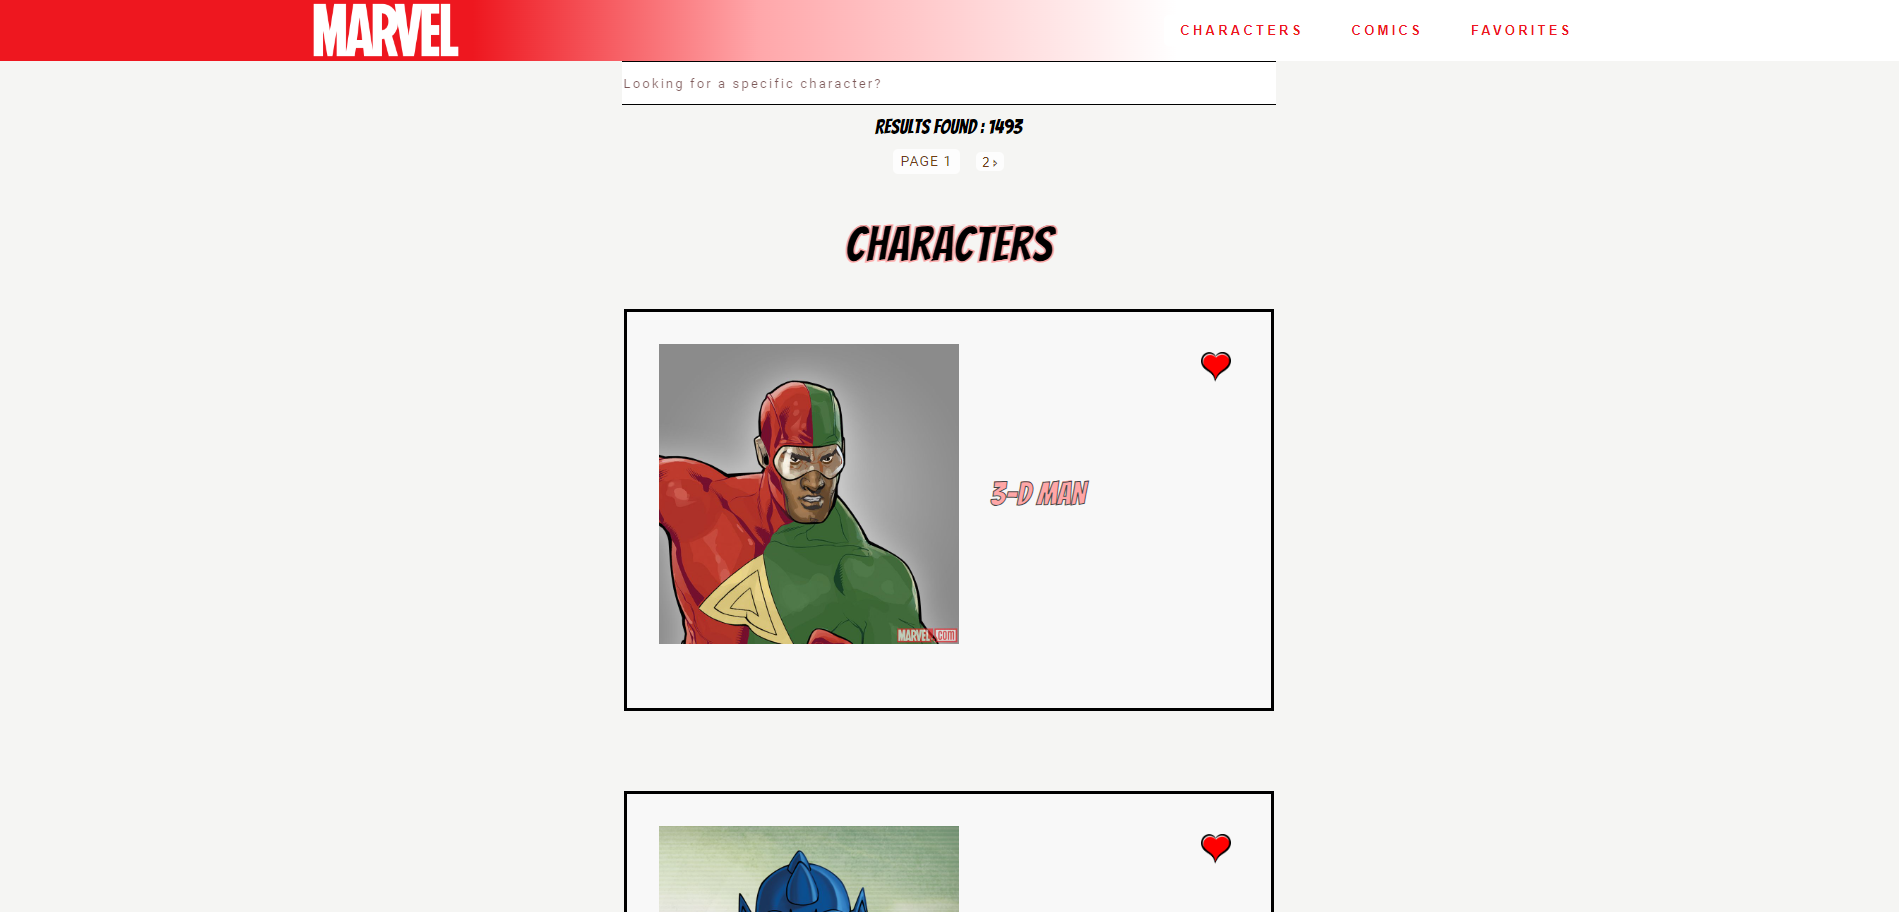 MARVEL
CHARACTERS COMICS FAVORITES
Looking for a specific character?
RESULTS FOUND : 1493
PAGE 1 2 ›
CHARACTERS
3-D MAN
MARVEL.com